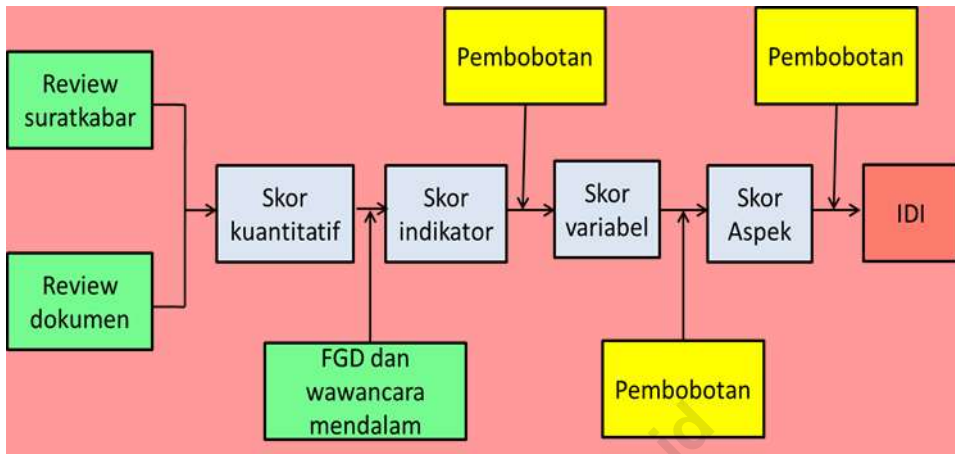 Pembobotan
Pembobotan
Review
suratkabar
Skor
kuantitatif
Skor
indikator
Skor
variabel
Skor
Aspek
IDI
Review
dokumen
FGD dan
wawancara
mendalam
Pembobotan
id